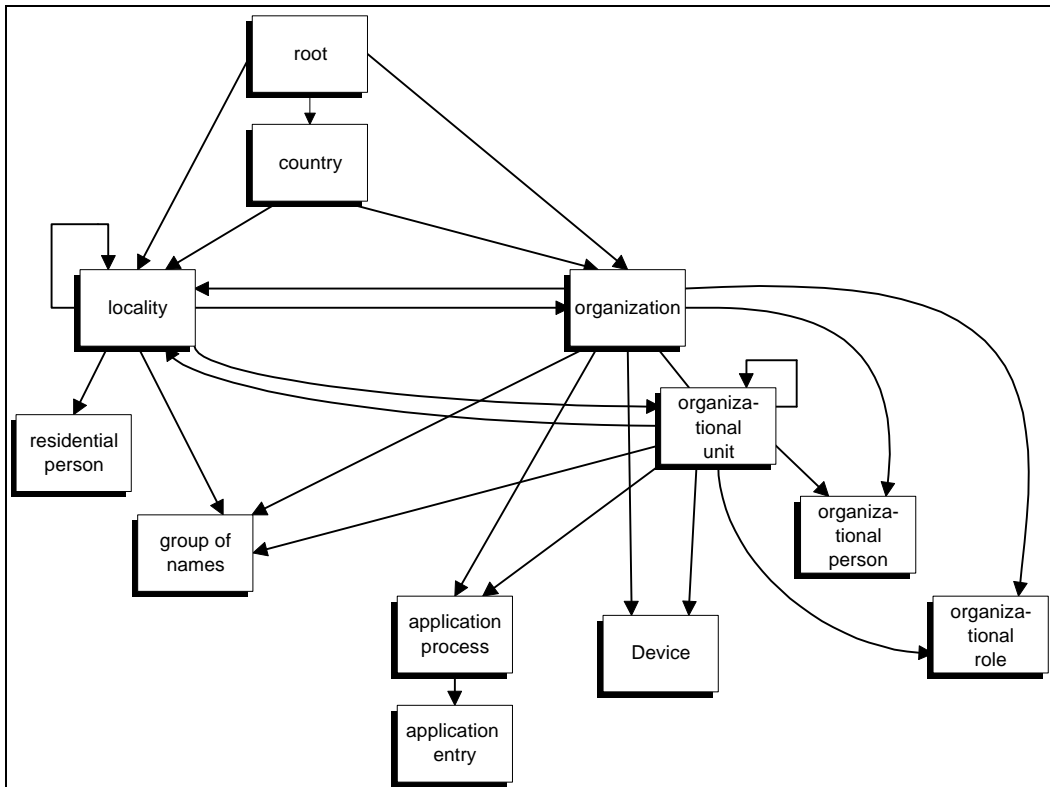 root
country
locality
organization
organiza-
tional
unit
residential
person
organiza-
tional
person
group of
names
application
process
Device
organiza-
tional
role
application
entry